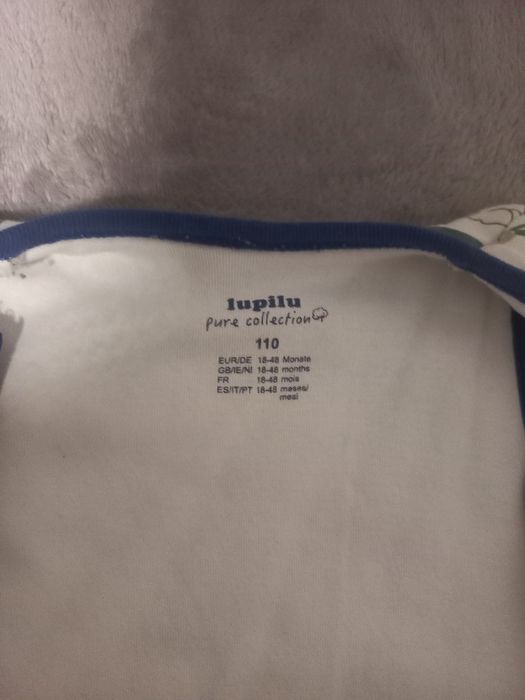 lupilu
pure collection
110
EUR/DE 18-48 Monate
GB/IE/NI 18-48 months
FR 18-48 mois
ES/IT/PT 18-48 meses/
mesi